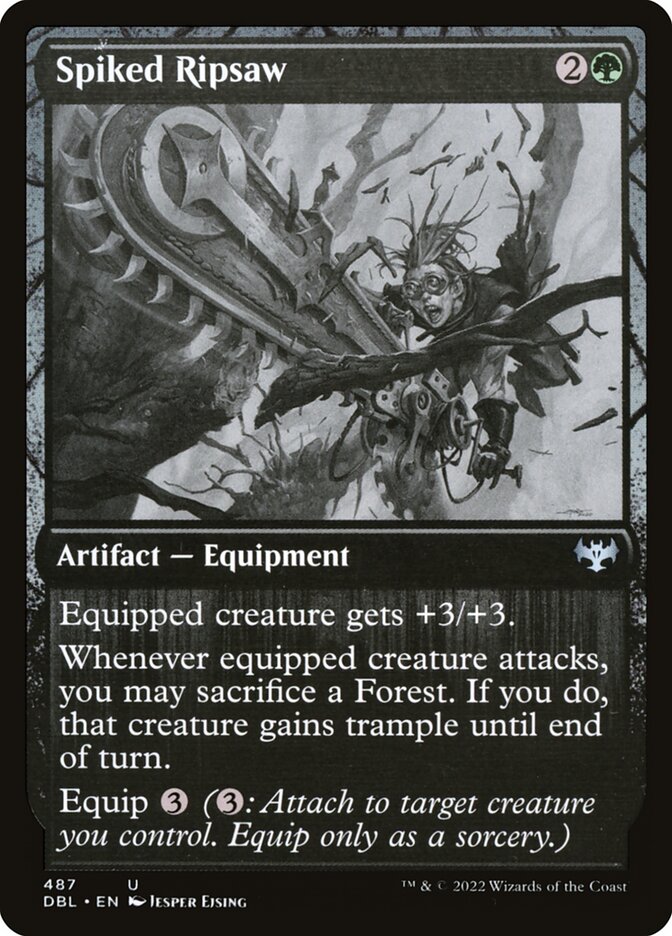 Spiked Ripsaw 2
Artifact — Equipment
Equipped creature gets +3/+3.
Whenever equipped creature attacks,
you may sacrifice a Forest. If you do,
that creature gains trample until end
of turn.
Equip 3 (3: Attach to target creature
you control. Equip only as a sorcery.)
487 U
DBL • EN Jesper Ejsing
™ & © 2022 Wizards of the Coast